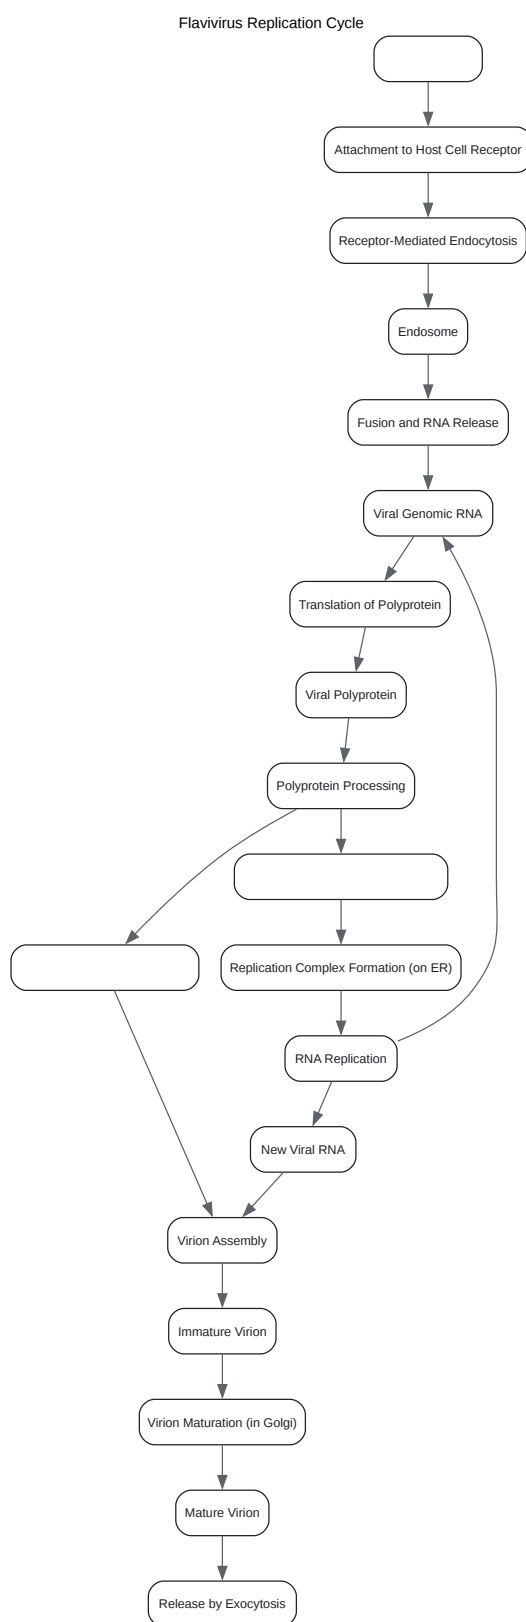 Flavivirus Replication Cycle
Attachment to Host Cell Receptor
Receptor-Mediated Endocytosis
Endosome
Fusion and RNA Release
Viral Genomic RNA
Translation of Polyprotein
Viral Polyprotein
Polyprotein Processing
Replication Complex Formation (on ER)
RNA Replication
New Viral RNA
Virion Assembly
Immature Virion
Virion Maturation (in Golgi)
Mature Virion
Release by Exocytosis